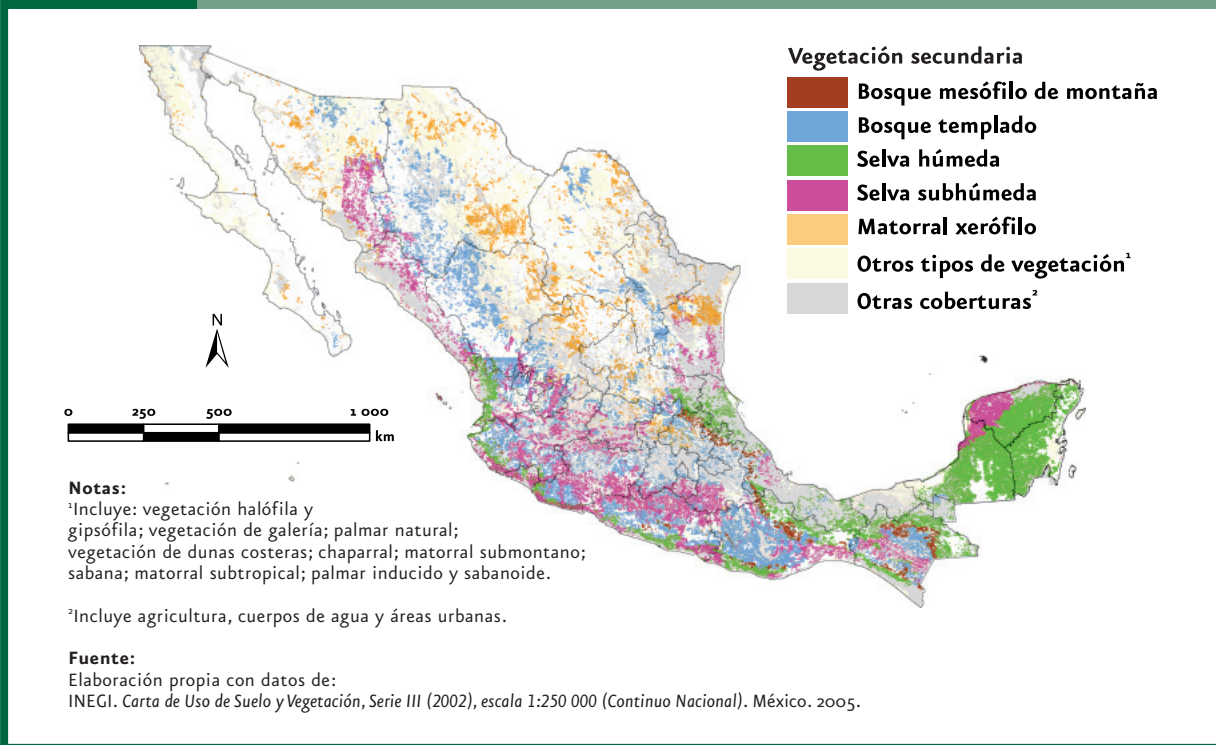 Vegetación secundaria
Bosque mesófilo de montaña
Bosque templado
Selva húmeda
Selva subhúmeda
Matorral xerófilo
Otros tipos de vegetación¹
Otras coberturas²
N
0 250 500 1 000
km
Notas:
¹Incluye: vegetación halófila y
gipsófila; vegetación de galería; palmar natural;
vegetación de dunas costeras; chaparral; matorral submontano;
sabana; matorral subtropical; palmar inducido y sabanoide.
²Incluye agricultura, cuerpos de agua y áreas urbanas.
Fuente:
Elaboración propia con datos de:
INEGI. Carta de Uso de Suelo y Vegetación, Serie III (2002), escala 1:250 000 (Continuo Nacional). México. 2005.